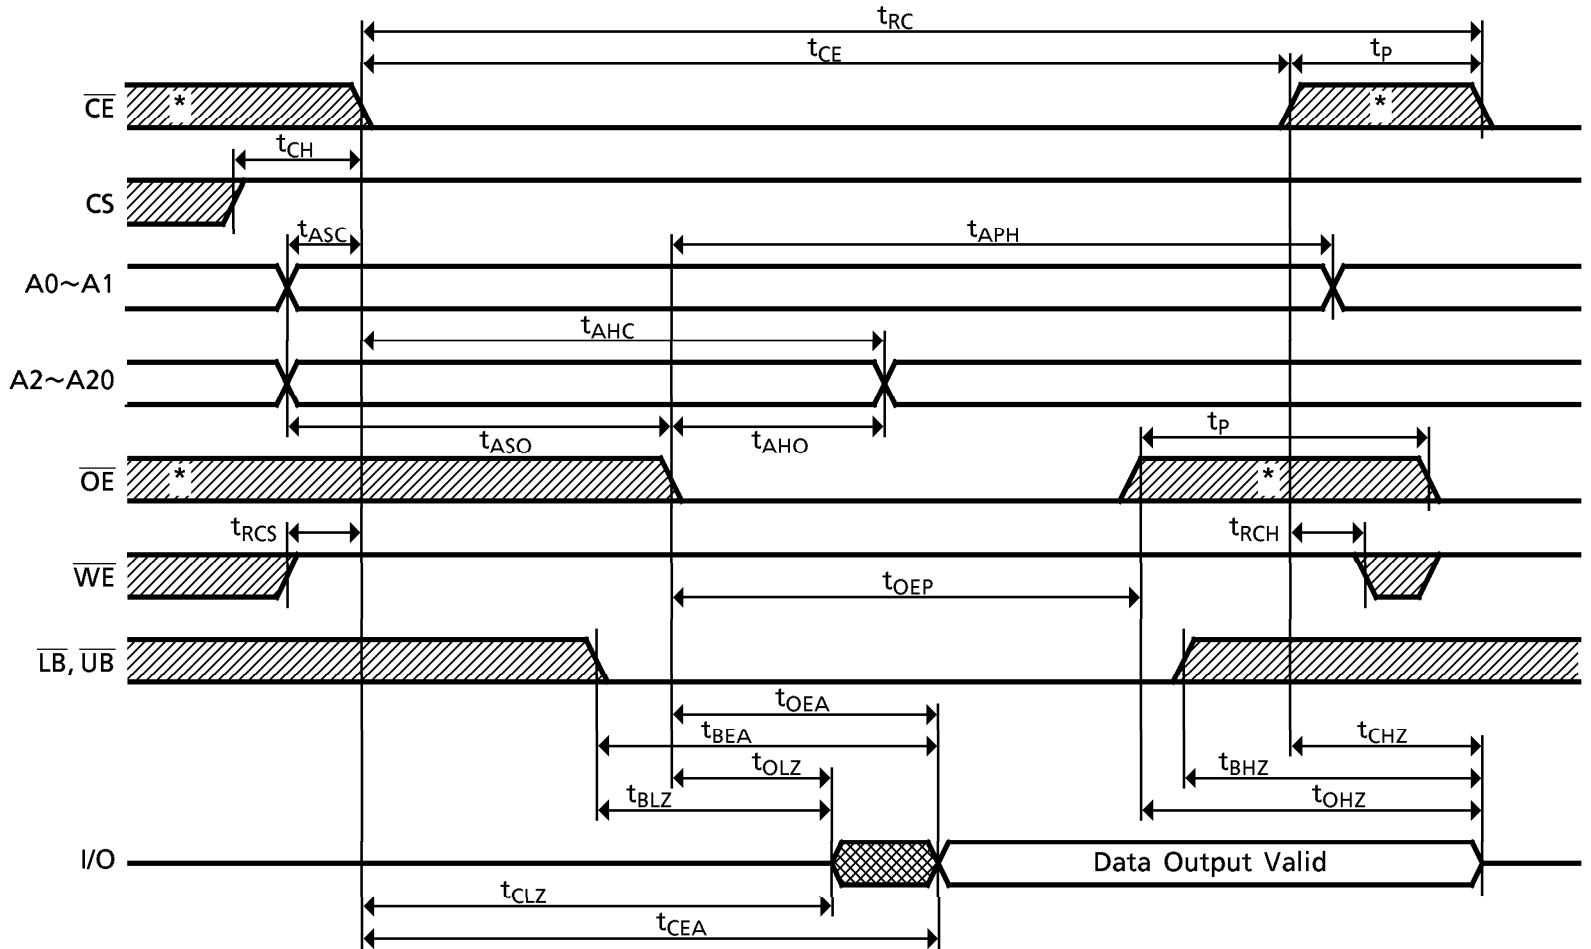 tRC
tCE
tP
CE
*
*
tCH
CS
tASC
tAPH
A0~A1
tAHC
A2~A20
tASO
tAHO
tP
OE
*
*
tRCS
tRCH
WE
tOEP
LB, UB
tOEA
tBEA
tCHZ
tOLZ
tBHZ
tBLZ
tOHZ
I/O
Data Output Valid
tCLZ
tCEA